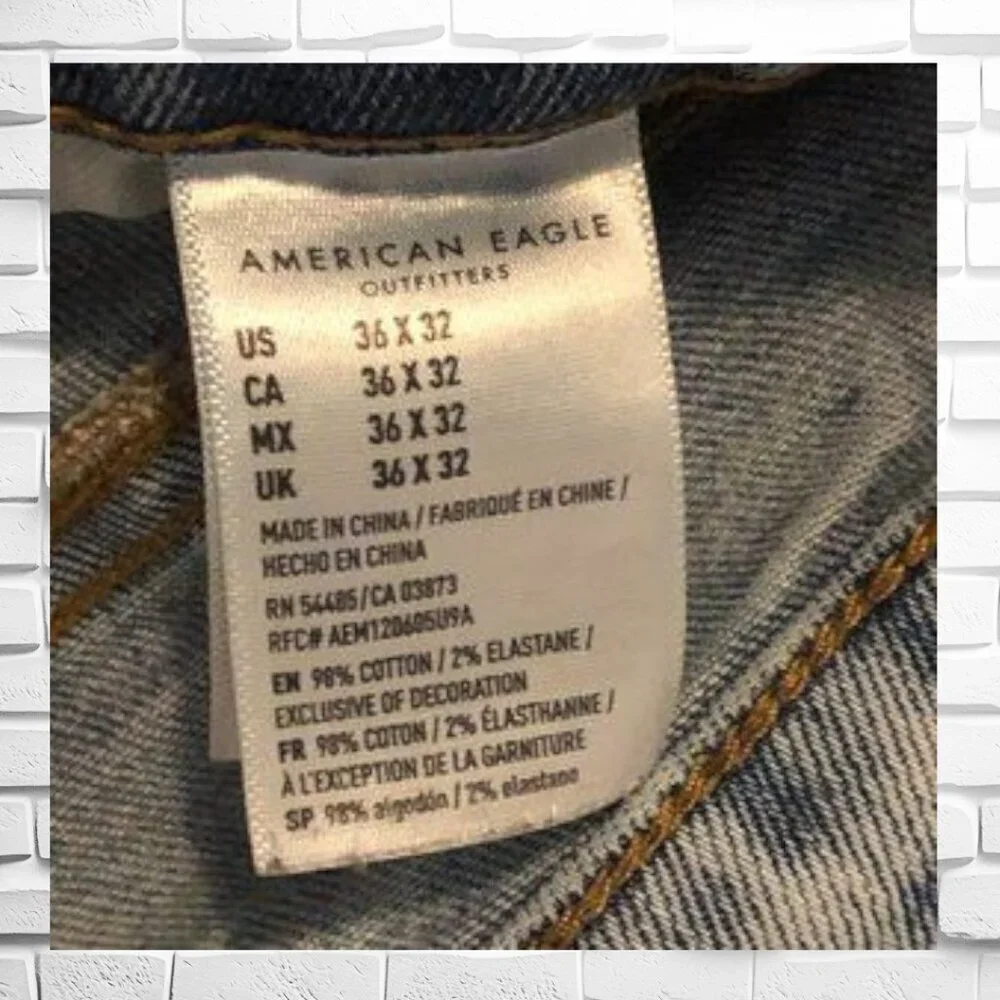 AMERICAN EAGLE
OUTFITTERS
US 36 X 32
CA 36 X 32
MX 36 X 32
UK 36 X 32
MADE IN CHINA / FABRIQUÉ EN CHINE /
HECHO EN CHINA
RN 54485/CA 03873
RFC# AEM120605U9A
EN 98% COTTON / 2% ELASTANE /
EXCLUSIVE OF DECORATION
FR 98% COTON / 2% ÉLASTHANNE /
À L'EXCEPTION DE LA GARNITURE
SP 98% algodón / 2% elastano